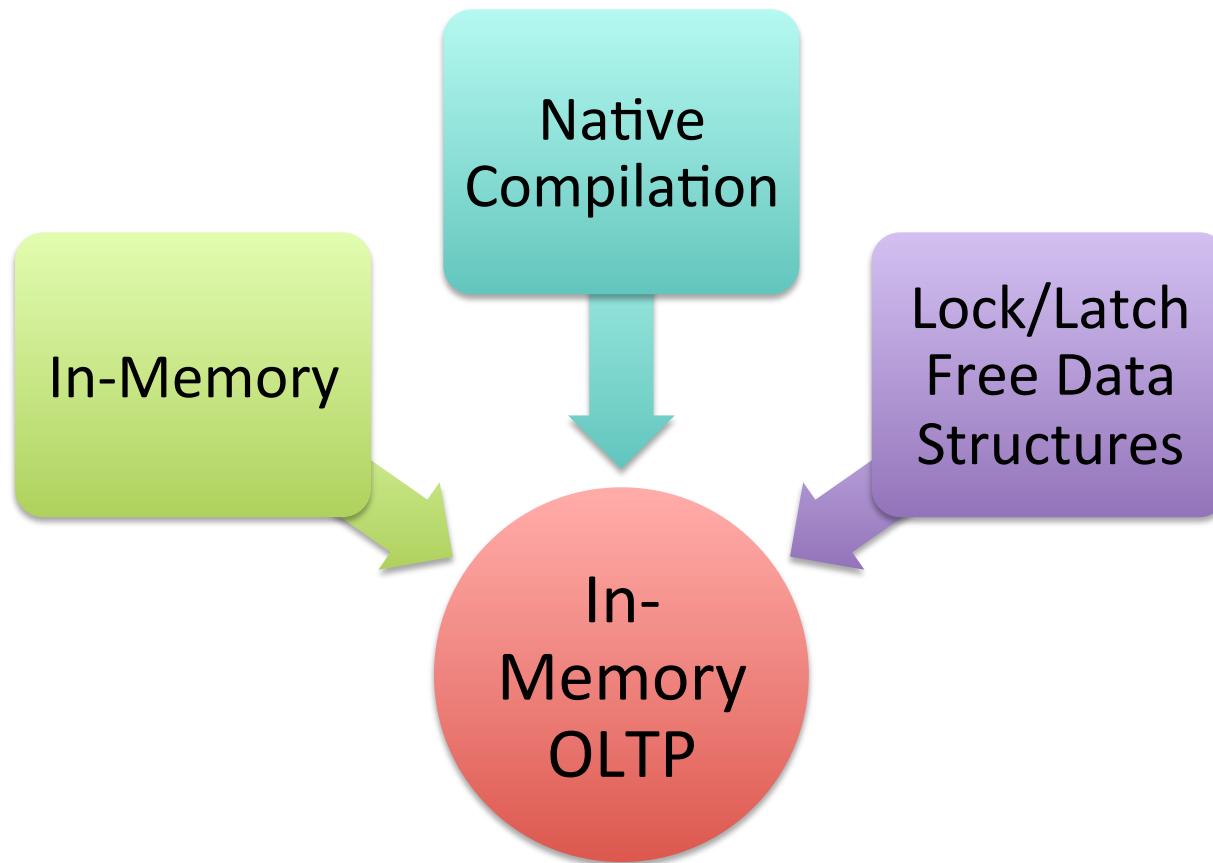 Native
Compilation
In-Memory
Lock/Latch
Free Data
Structures
In-
Memory
OLTP